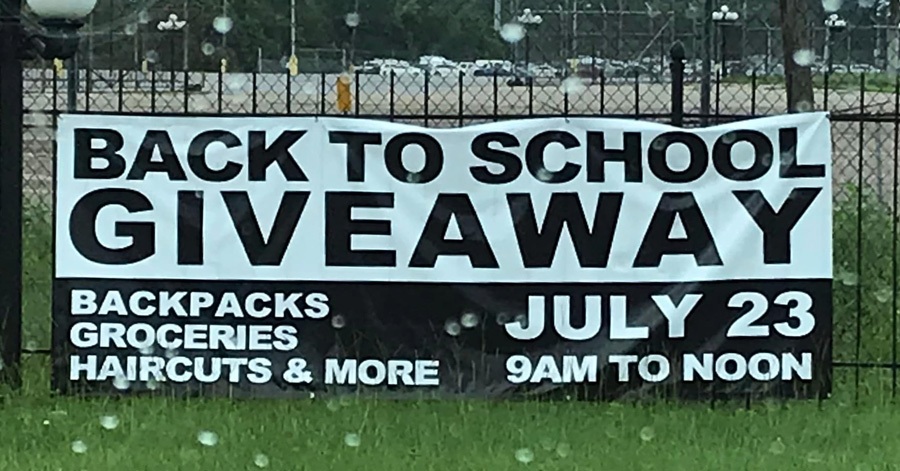 BACK TO SCHOOL
GIVEAWAY
BACKPACKS
GROCERIES
HAIRCUTS & MORE
JULY 23
9AM TO NOON